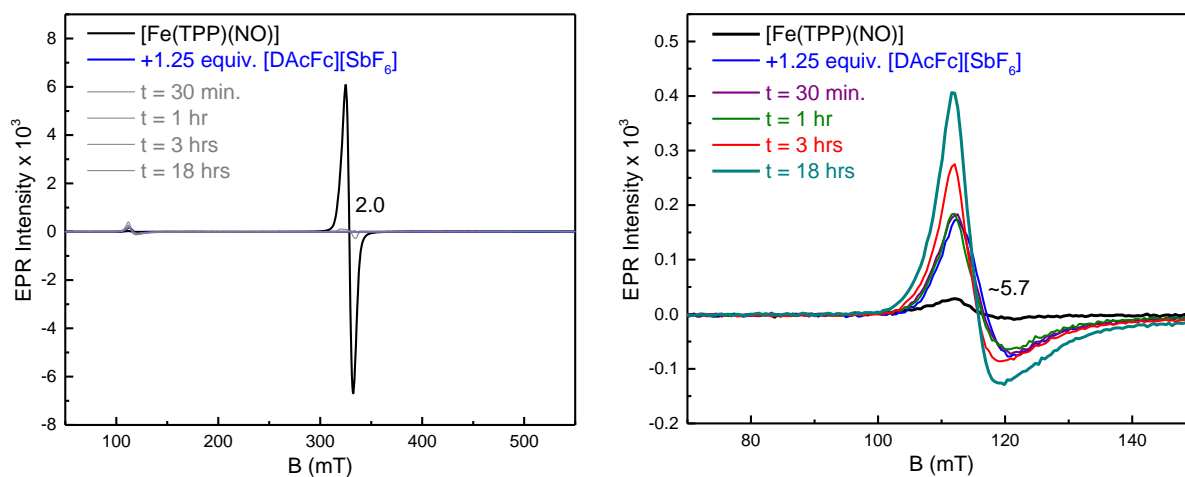 [Fe(TPP)(NO)]
+1.25 equiv. [DAcFc][SbF6]
t = 30 min.
t = 1 hr
t = 3 hrs
t = 18 hrs
2.0
EPR Intensity x 10^3
8
6
4
2
0
-2
-4
-6
-8
100 200 300 400 500
B (mT)
[Fe(TPP)(NO)]
+1.25 equiv. [DAcFc][SbF6]
t = 30 min.
t = 1 hr
t = 3 hrs
t = 18 hrs
~5.7
EPR Intensity x 10^3
0.5
0.4
0.3
0.2
0.1
0.0
-0.1
-0.2
80 100 120 140
B (mT)